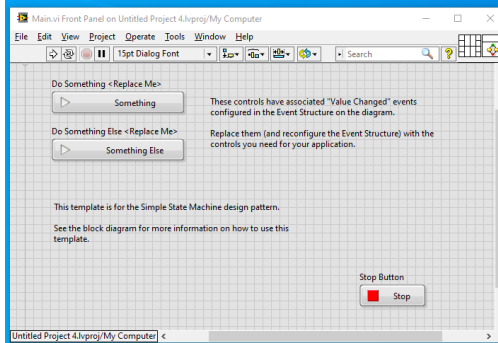 Main.vi Front Panel on Untitled Project 4.lvproj/My Computer
File Edit View Project Operate Tools Window Help
15pt Dialog Font
Search
Do Something <Replace Me>
Something
These controls have associated "Value Changed" events
configured in the Event Structure on the diagram.
Do Something Else <Replace Me>
Something Else
Replace them (and reconfigure the Event Structure) with the
controls you need for your application.
This template is for the Simple State Machine design pattern.
See the block diagram for more information on how to use this
template.
Stop Button
Stop
Untitled Project 4.lvproj/My Computer